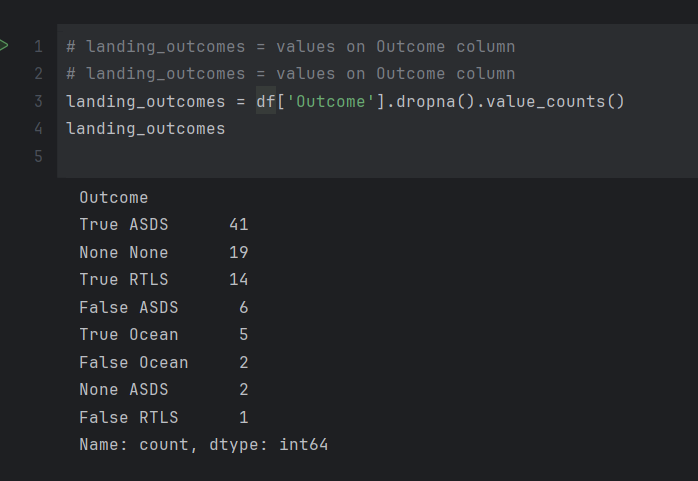 1 # landing_outcomes = values on Outcome column
2 # landing_outcomes = values on Outcome column
3 landing_outcomes = df['Outcome'].dropna().value_counts()
4 landing_outcomes
5
Outcome
True ASDS      41
None None      19
True RTLS      14
False ASDS      6
True Ocean      5
False Ocean     2
None ASDS       2
False RTLS      1
Name: count, dtype: int64